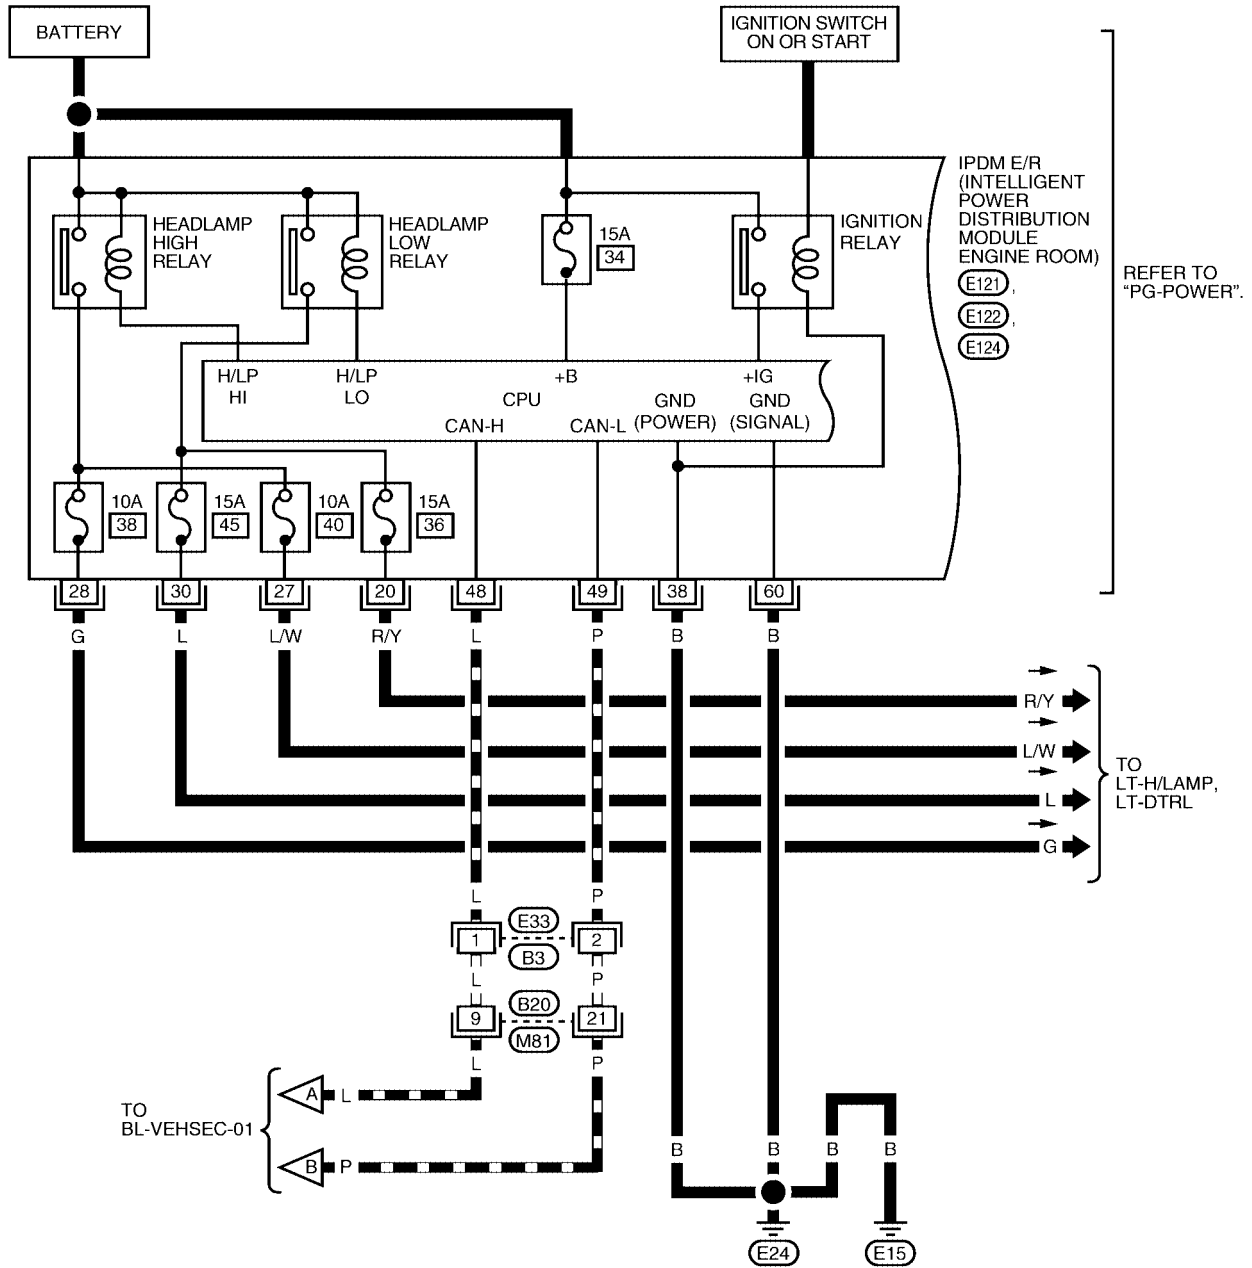 BATTERY
IGNITION SWITCH
ON OR START
IPDM E/R
(INTELLIGENT
POWER
DISTRIBUTION
MODULE
ENGINE ROOM)
E121 ,
E122 ,
E124
REFER TO
“PG-POWER”.
HEADLAMP
HIGH
RELAY
HEADLAMP
LOW
RELAY
15A
34
IGNITION
RELAY
H/LP
HI
H/LP
LO
+B
+IG
CPU
GND
(POWER)
GND
(SIGNAL)
CAN-H
CAN-L
10A
38
15A
45
10A
40
15A
36
28
30
27
20
48
49
38
60
G
L
L/W
R/Y
L
P
B
B
R/Y
L/W
L
G
TO
LT-H/LAMP,
LT-DTRL
L
P
1
E33
B3
2
L
P
9
B20
M81
21
L
P
TO
BL-VEHSEC-01
A
L
B
P
B
B
B
B
E24
E15